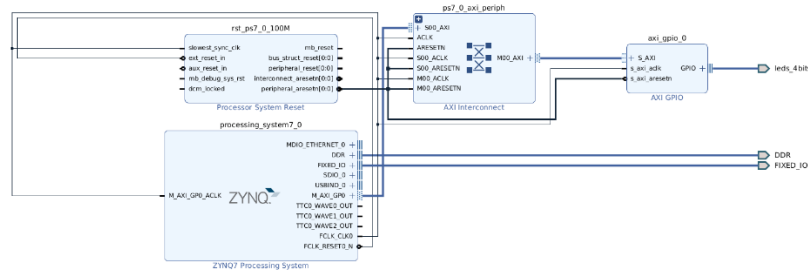 rst_ps7_0_100M
slowest_sync_clk
ext_reset_in
aux_reset_in
mb_debug_sys_rst
dcm_locked
mb_reset
bus_struct_reset[0:0]
peripheral_reset[0:0]
interconnect_aresetn[0:0]
peripheral_aresetn[0:0]
Processor System Reset
ps7_0_axi_periph
S00_AXI
ACLK
ARESETN
S00_ACLK
S00_ARESETN
M00_ACLK
M00_ARESETN
M00_AXI
AXI Interconnect
axi_gpio_0
S_AXI
s_axi_aclk
s_axi_aresetn
GPIO
AXI GPIO
leds_4bit
processing_system7_0
M_AXI_GP0_ACLK
ZYNQ
MDIO_ETHERNET_0
DDR
FIXED_IO
SDIO_0
USBIND_0
M_AXI_GP0
TTC0_WAVE0_OUT
TTC0_WAVE1_OUT
TTC0_WAVE2_OUT
FCLK_CLK0
FCLK_RESET0_N
ZYNQ7 Processing System
DDR
FIXED_IO